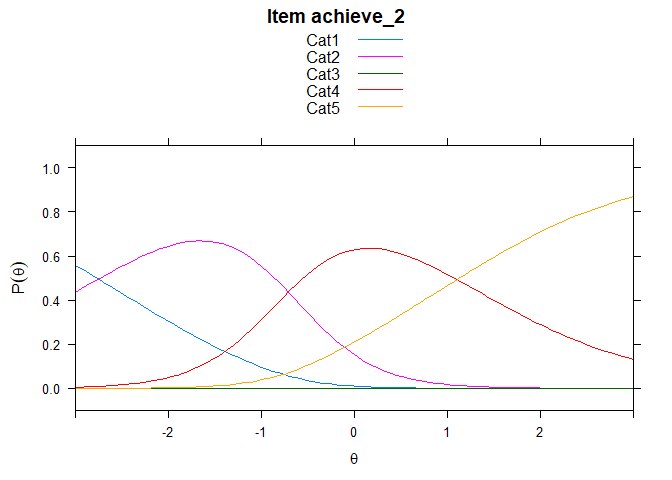 Item achieve_2
Cat1
Cat2
Cat3
Cat4
Cat5
1.0
0.8
0.6
0.4
0.2
0.0
P(θ)
-2 -1 0 1 2
θ